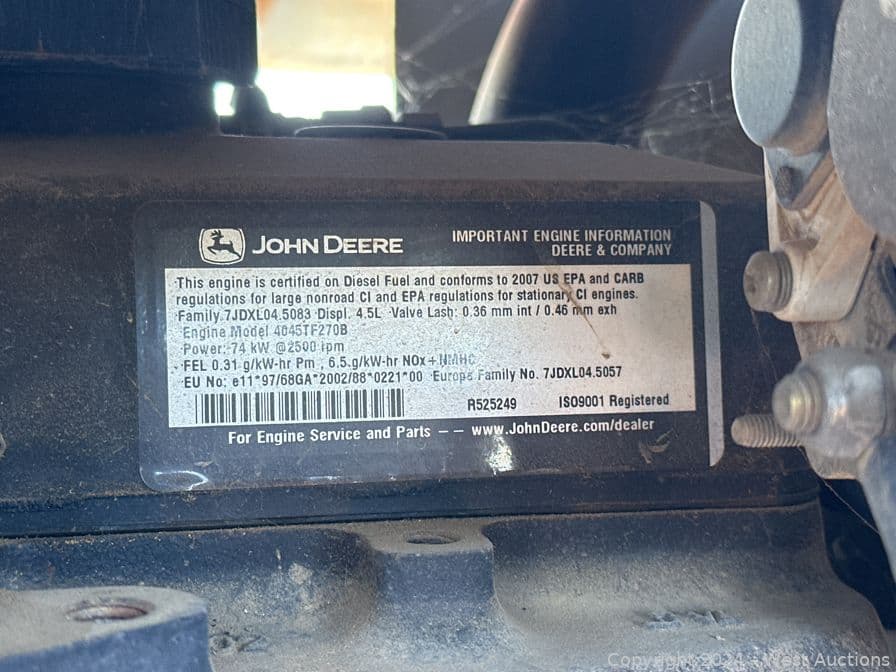 JOHN DEERE
IMPORTANT ENGINE INFORMATION
DEERE & COMPANY
This engine is certified on Diesel Fuel and conforms to 2007 US EPA and CARB
regulations for large nonroad CI and EPA regulations for stationary CI engines.
Family 7JDXL04.5083 Displ. 4.5L Valve Lash: 0.36 mm int / 0.46 mm exh
Engine Model 4045TF270B
Power: 74 kW @2500 rpm
FEL 0.31 g/kW-hr Pm , 6.5 g/kW-hr NOx+NMHC
EU No: e11*97/68GA*2002/88*0221*00 Europe Family No. 7JDXL04.5057
R525249 ISO9001 Registered
For Engine Service and Parts -- www.JohnDeere.com/dealer
Copyright 2024 Auctions